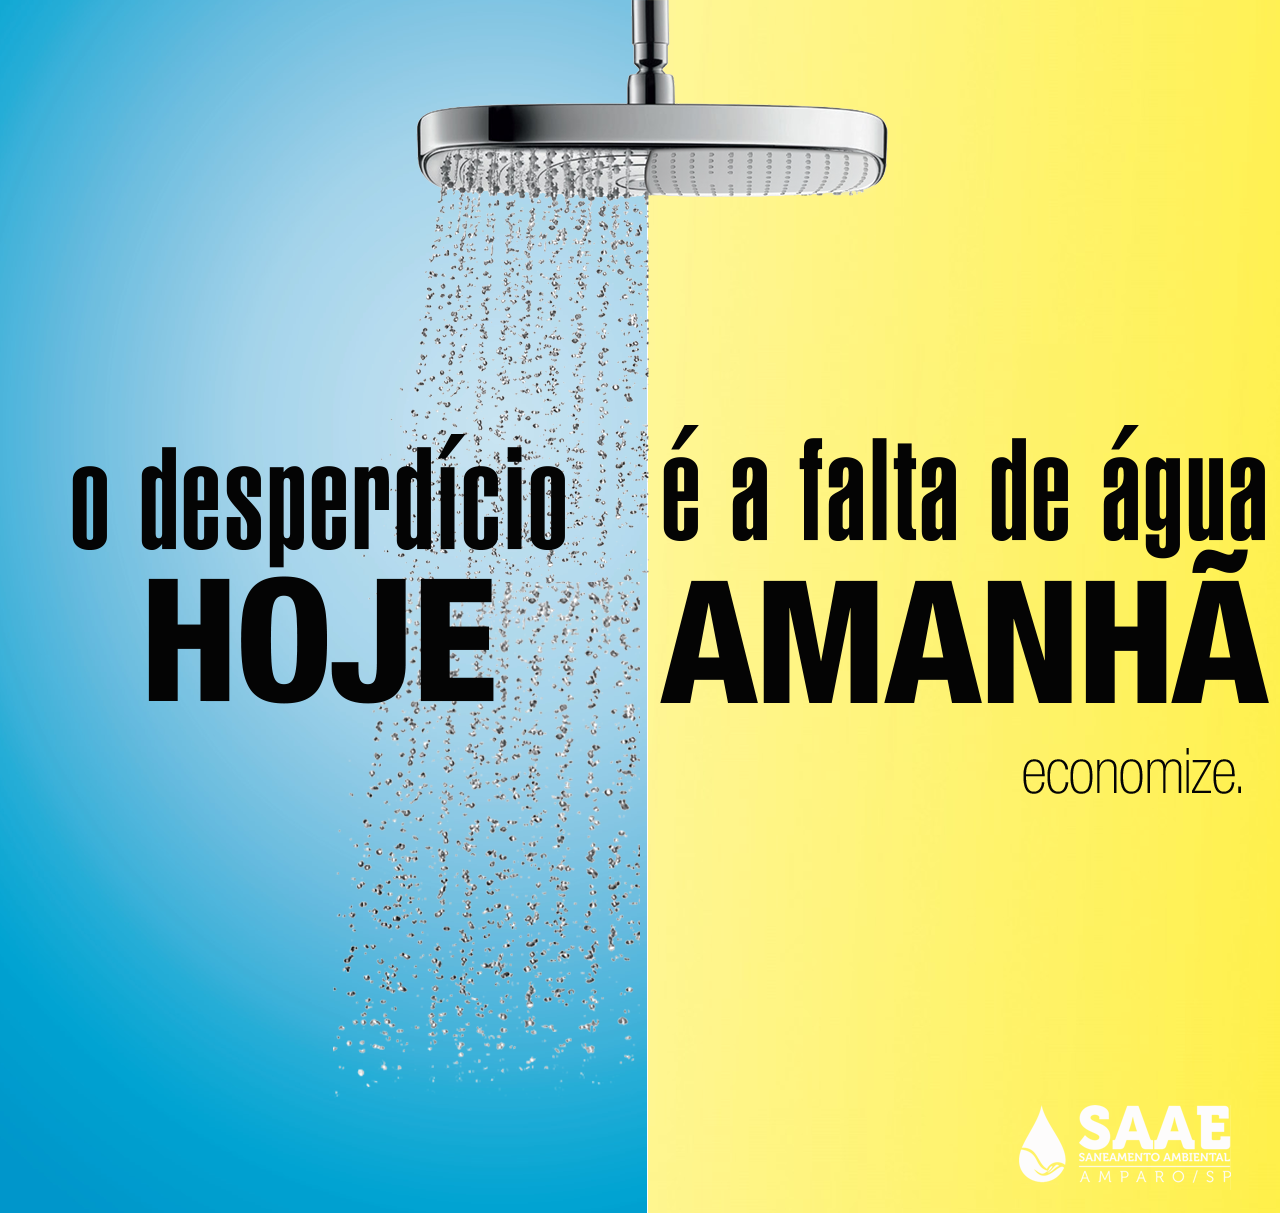 o desperdício
HOJE
é a falta de água
AMANHÃ
economize.
SAAE
SANEAMENTO AMBIENTAL
AMPARO/SP